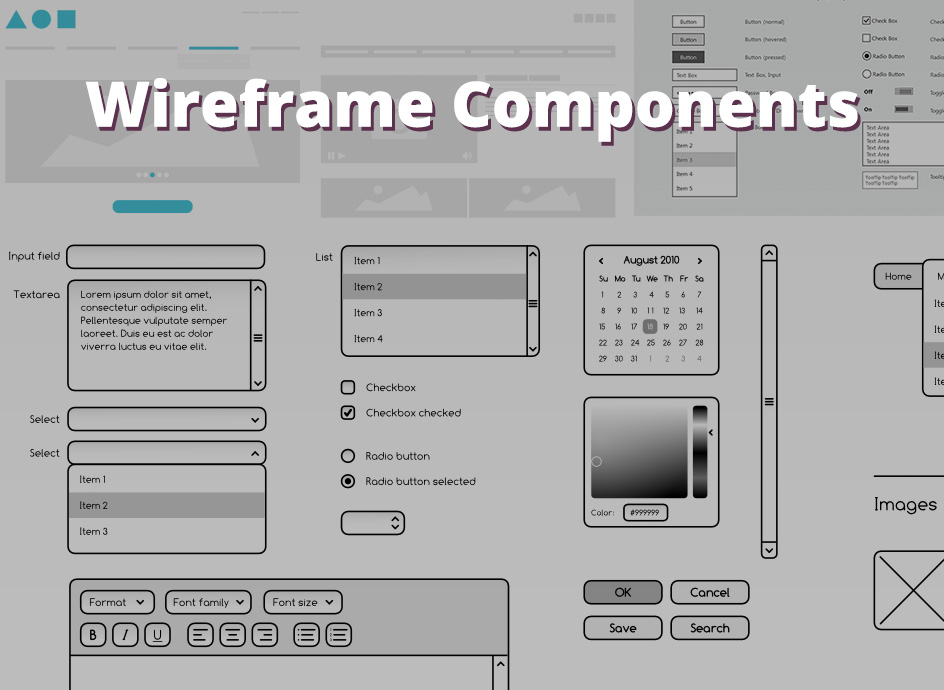 Button
Button (normal)
Check Box
Button
Button (hovered)
Check Box
Button
Button (pressed)
Radio Button
Text Box
Text Box, Input
Radio Button
Wireframe Components
Off
On
Item 1
Item 2
Item 3
Item 4
Item 5
Text Area
Text Area
Text Area
Text Area
Text Area
ToolTip ToolTip ToolTip
ToolTip ToolTip
Input field
Textarea
Lorem ipsum dolor sit amet,
consectetur adipiscing elit.
Pellentesque vulputate semper
laoreet. Duis eu est ac dolor
viverra luctus eu vitae elit.
Select
Select
Item 1
Item 2
Item 3
List
Item 1
Item 2
Item 3
Item 4
Checkbox
Checkbox checked
Radio button
Radio button selected
August 2010
Su Mo Tu We Th Fr Sa
1 2 3 4 5 6 7
8 9 10 11 12 13 14
15 16 17 18 19 20 21
22 23 24 25 26 27 28
29 30 31 1 2 3 4
Color: #999999
OK
Cancel
Save
Search
Home
Images
Format
Font family
Font size
B I U